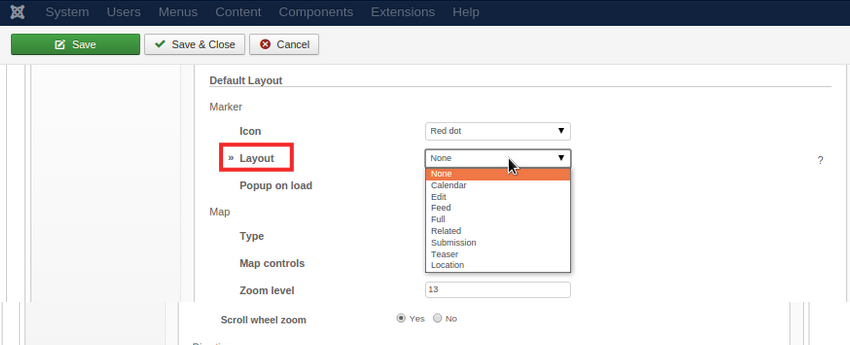 System Users Menus Content Components Extensions Help
Save Save & Close Cancel
Default Layout
Marker
Icon Red dot
» Layout None ?
None
Calendar
Popup on load
Edit
Feed
Map
Full
Related
Type
Submission
Teaser
Map controls
Location
Zoom level 13
Scroll wheel zoom Yes No